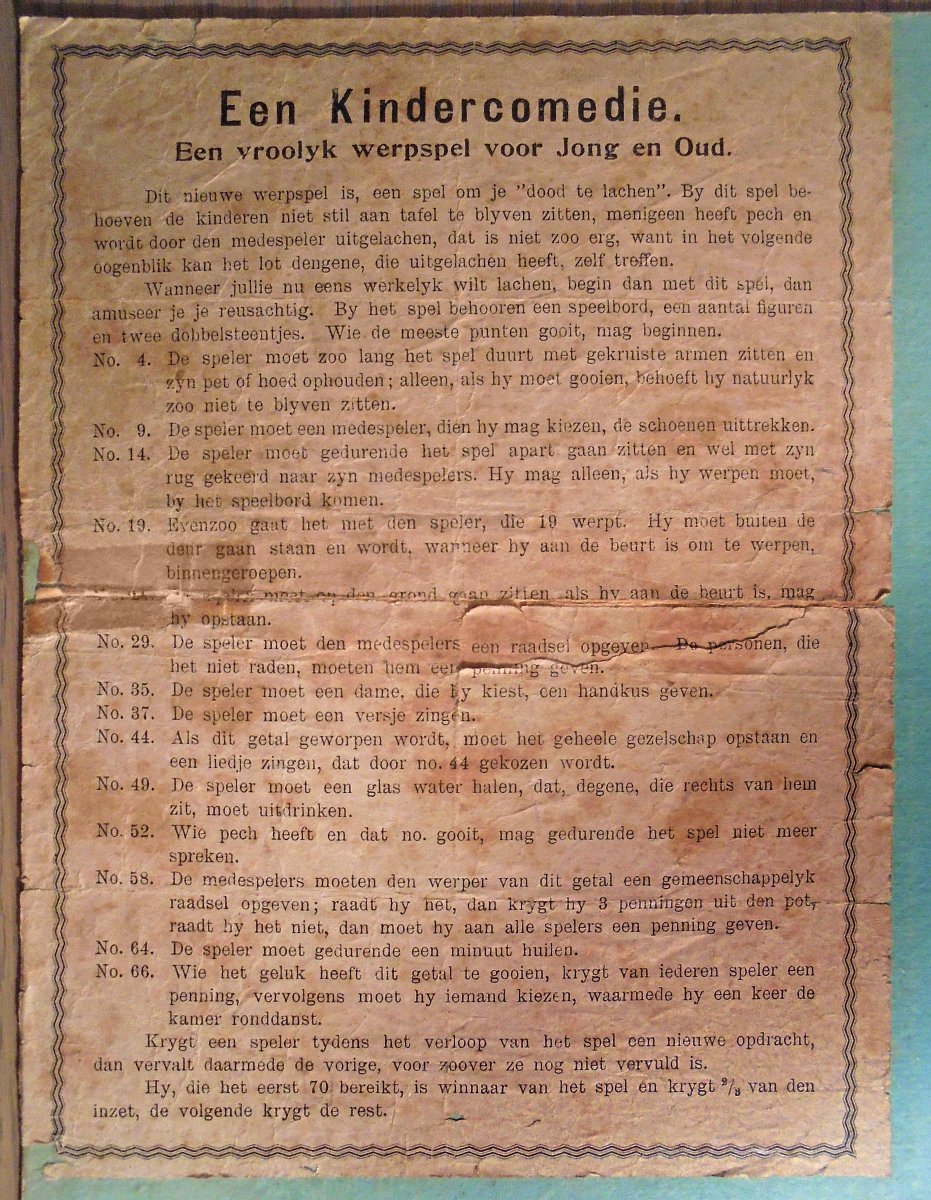 Een Kindercomedie.
Een vroolyk werpspel voor Jong en Oud.
Dit nieuwe werpspel is, een spel om je "dood te lachen". By dit spel be-
hoeven de kinderen niet stil aan tafel te blyven zitten, menigeen heeft pech en
wordt door den medespeler uitgelachen, dat is niet zoo erg, want in het volgende
oogenblik kan het lot dengene, die uitgelachen heeft, zelf treffen.
Wanneer jullie nu eens werkelyk wilt lachen, begin dan met dit spel, dan
amuseer je je reusachtig. By het spel behooren een speelbord, een aantal figuren
en twee dobbelsteentjes. Wie de meeste punten gooit, mag beginnen.
No. 4. De speler moet zoo lang het spel duurt met gekruiste armen zitten en
zyn pet of hoed ophouden; alleen, als hy moet gooien, behoeft hy natuurlyk
zoo niet te blyven zitten.
No. 9. De speler moet een medespeler, dien hy mag kiezen, de schoenen uittrekken.
No. 14. De speler moet gedurende het spel apart gaan zitten en wel met zyn
rug gekeerd naar zyn medespelers. Hy mag alleen, als hy werpen moet,
by het speelbord komen.
No. 19. Evenzoo gaat het met den speler, die 19 werpt. Hy moet buiten de
deur gaan staan en wordt, wanneer hy aan de beurt is om te werpen,
binnengeroepen.
speler moet op den grond gaan zitten als hy aan de beurt is, mag
hy opstaan.
No. 29. De speler moet den medespelers een raadsel opgeven. De personen, die
het niet raden, moeten hem een penning geven.
No. 35. De speler moet een dame, die hy kiest, een handkus geven.
No. 37. De speler moet een versje zingen.
No. 44. Als dit getal geworpen wordt, moet het geheele gezelschap opstaan en
een liedje zingen, dat door no. 44 gekozen wordt.
No. 49. De speler moet een glas water halen, dat, degene, die rechts van hem
zit, moet uitdrinken.
No. 52. Wie pech heeft en dat no. gooit, mag gedurende het spel niet meer
spreken.
No. 58. De medespelers moeten den werper van dit getal een gemeenschappelyk
raadsel opgeven; raadt hy het, dan krygt hy 3 penningen uit den pot,
raadt hy het niet, dan moet hy aan alle spelers een penning geven.
No. 64. De speler moet gedurende een minuut huilen.
No. 66. Wie het geluk heeft dit getal te gooien, krygt van iederen speler een
penning, vervolgens moet hy iemand kiezen, waarmede hy een keer de
kamer ronddanst.
Krygt een speler tydens het verloop van het spel een nieuwe opdracht,
dan vervalt daarmede de vorige, voor zoover ze nog niet vervuld is.
Hy, die het eerst 70 bereikt, is winnaar van het spel en krygt ⅔ van den
inzet, de volgende krygt de rest.